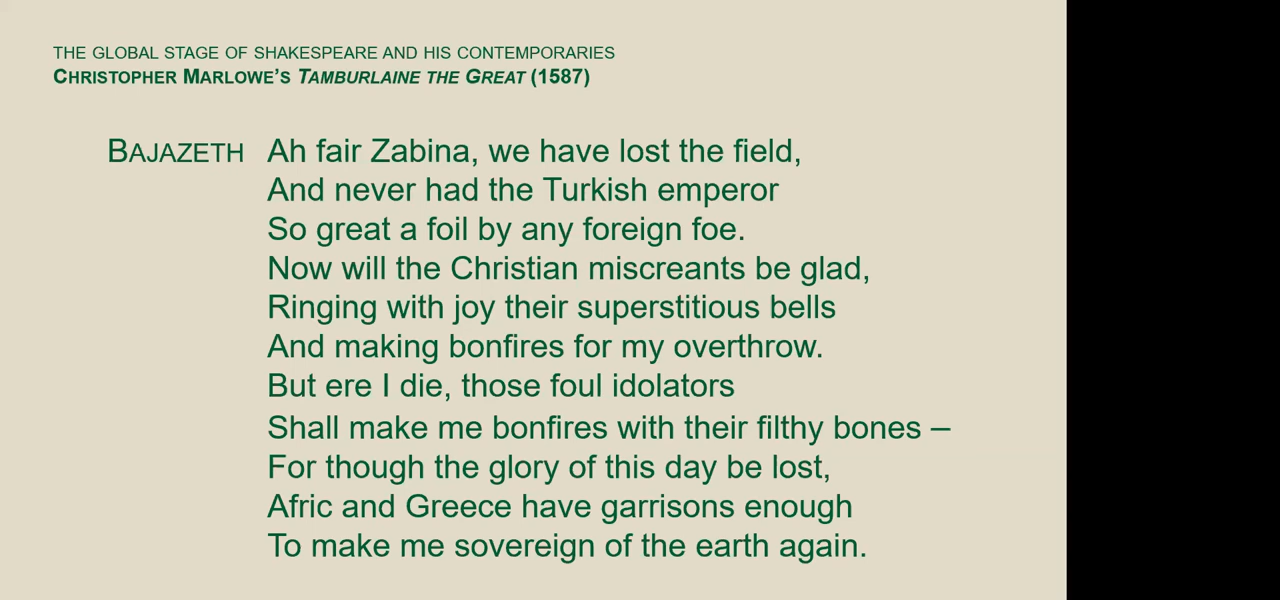 THE GLOBAL STAGE OF SHAKESPEARE AND HIS CONTEMPORARIES
CHRISTOPHER MARLOWE'S TAMBURLAINE THE GREAT (1587)
BAJAZETH Ah fair Zabina, we have lost the field,
And never had the Turkish emperor
So great a foil by any foreign foe.
Now will the Christian miscreants be glad,
Ringing with joy their superstitious bells
And making bonfires for my overthrow.
But ere I die, those foul idolators
Shall make me bonfires with their filthy bones –
For though the glory of this day be lost,
Afric and Greece have garrisons enough
To make me sovereign of the earth again.